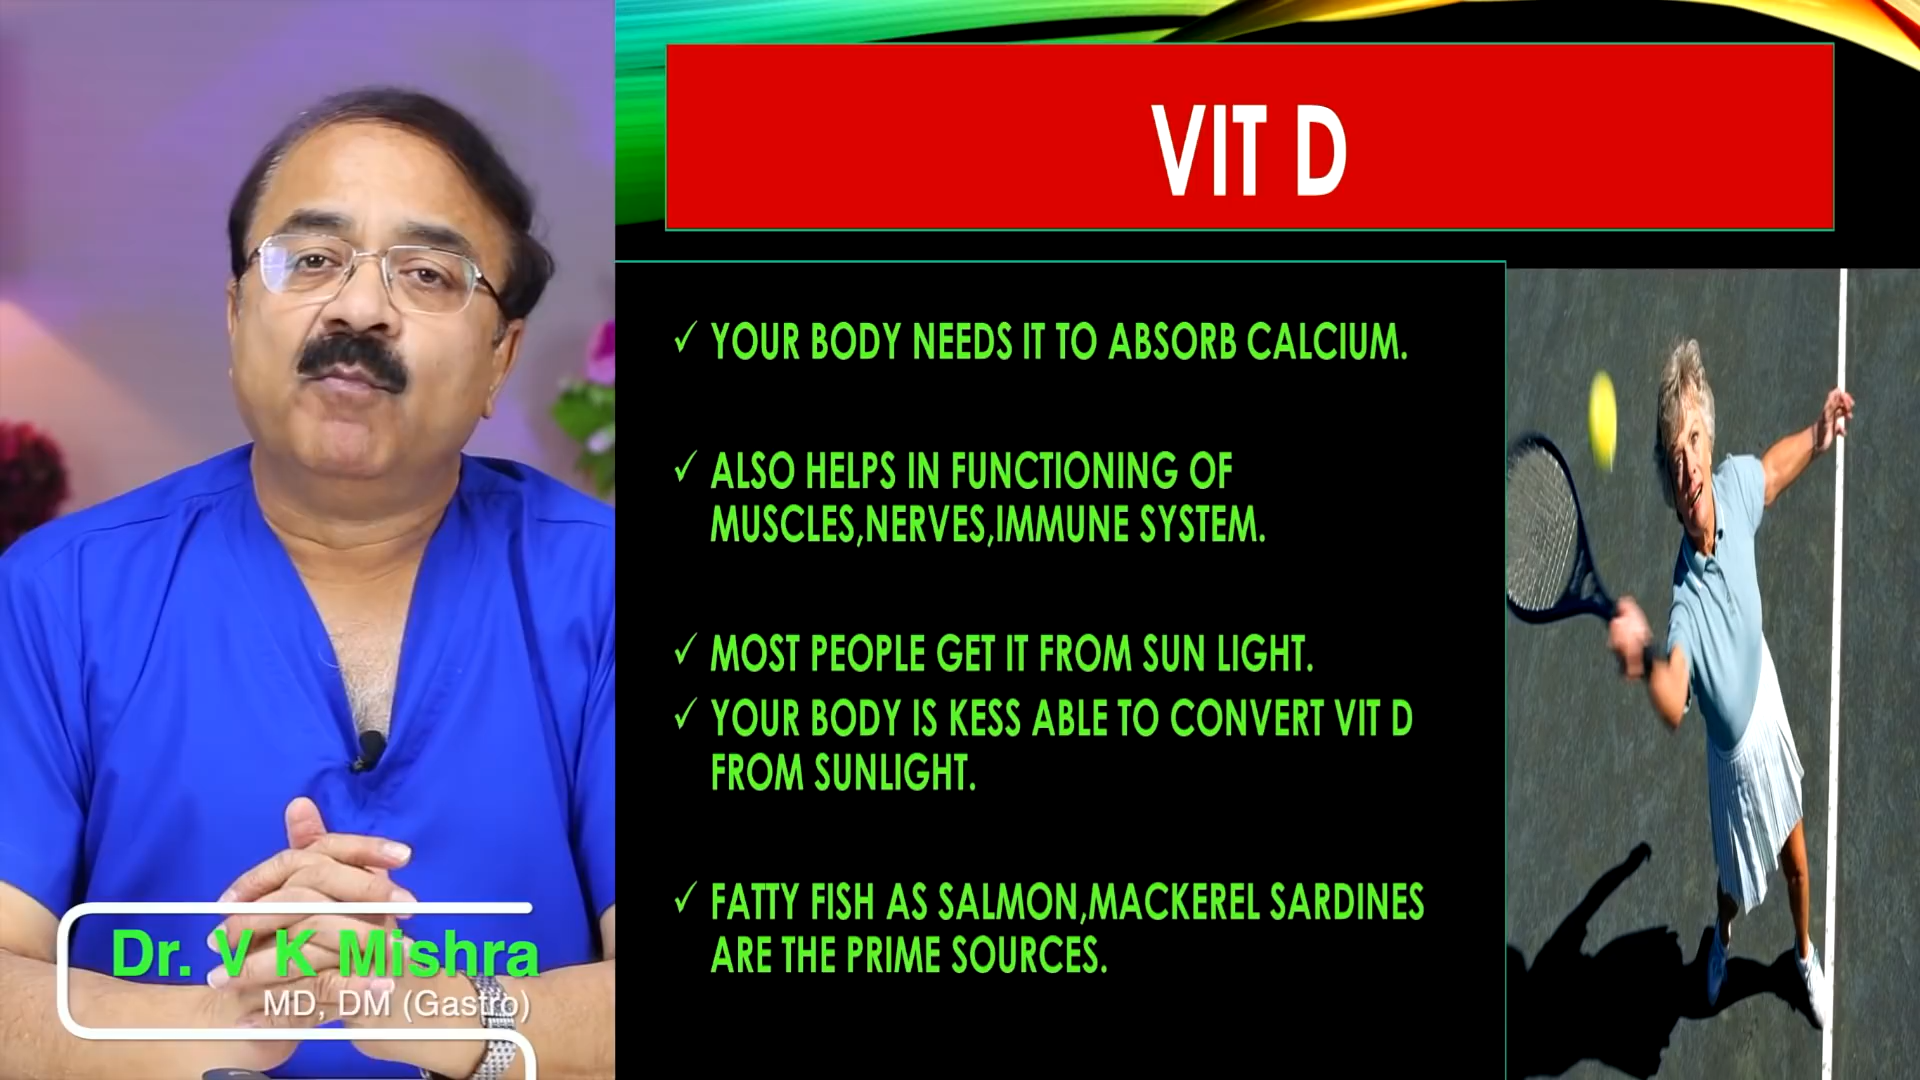 VIT D
✓ YOUR BODY NEEDS IT TO ABSORB CALCIUM.
✓ ALSO HELPS IN FUNCTIONING OF
MUSCLES,NERVES,IMMUNE SYSTEM.
✓ MOST PEOPLE GET IT FROM SUN LIGHT.
✓ YOUR BODY IS KESS ABLE TO CONVERT VIT D
FROM SUNLIGHT.
✓ FATTY FISH AS SALMON,MACKEREL SARDINES
ARE THE PRIME SOURCES.
Dr. V K Mishra
MD, DM (Gastro)